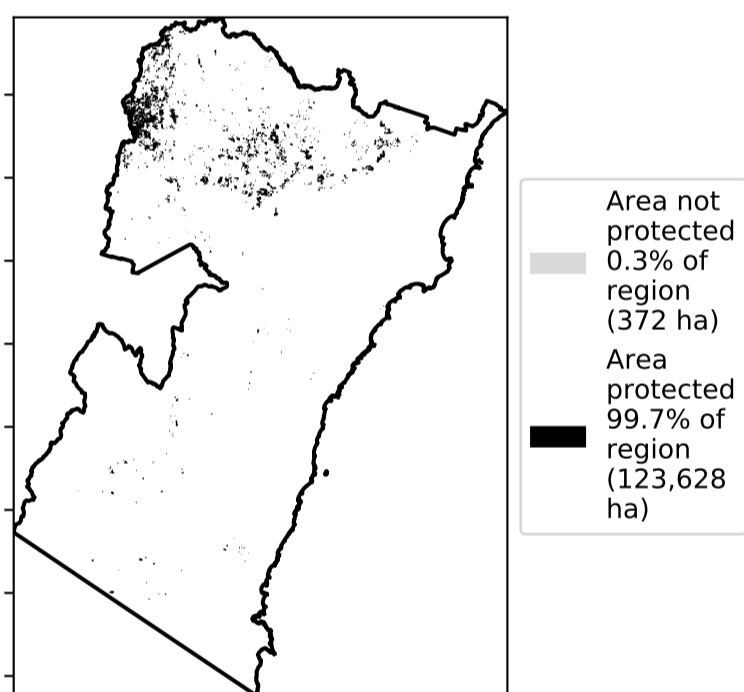 Area not
protected
0.3% of
region
(372 ha)
Area
protected
99.7% of
region
(123,628
ha)